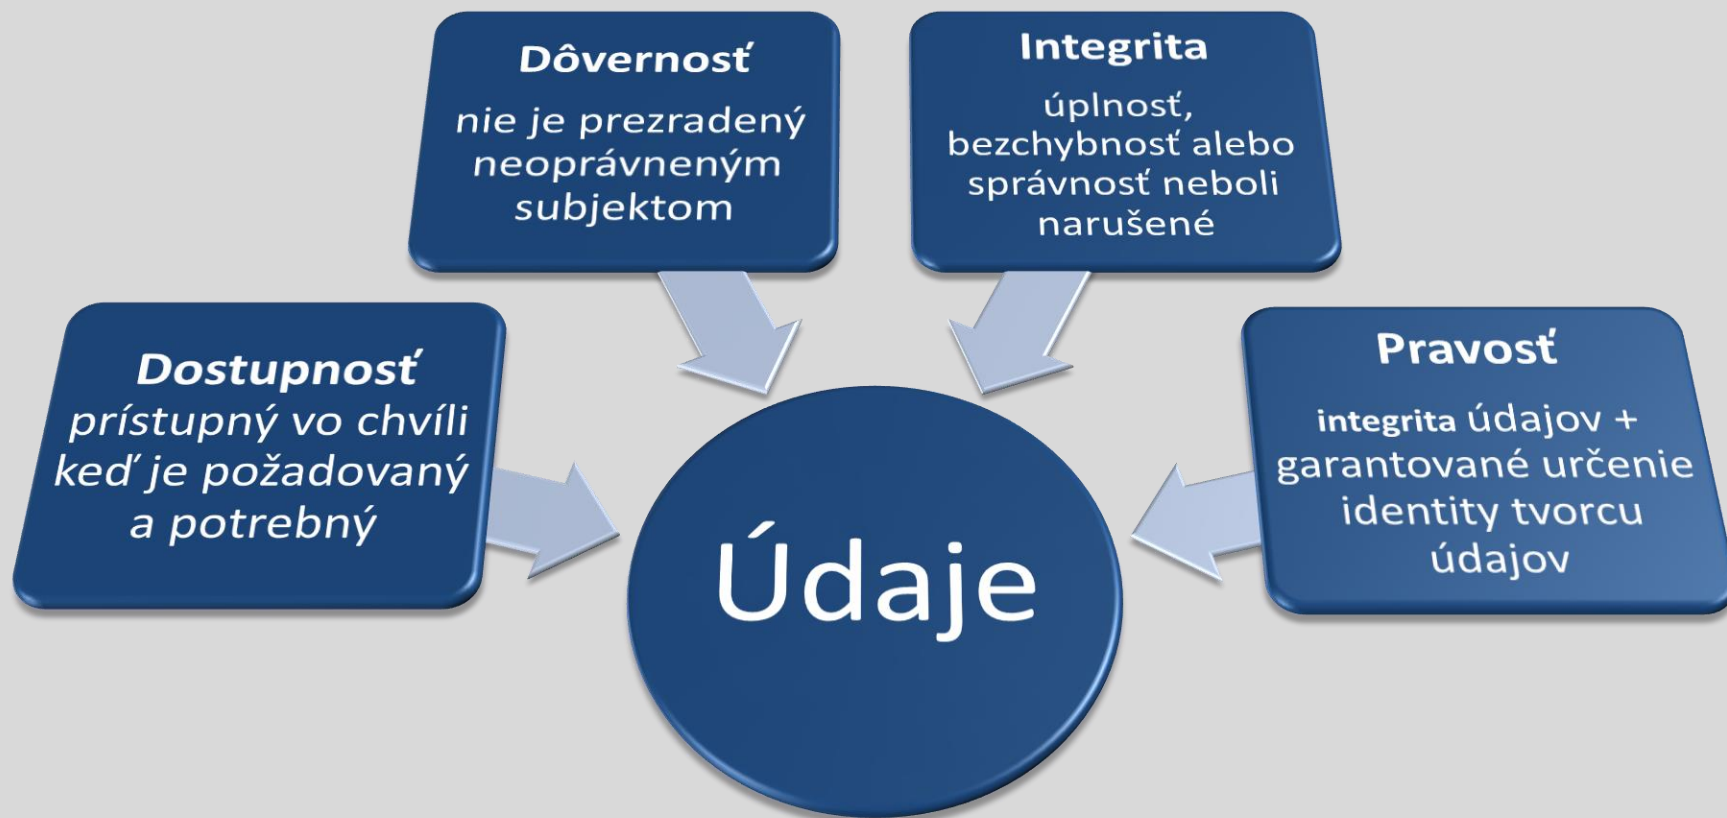 Dôvernosť
nie je prezradený
neoprávneným
subjektom
Integrita
úplnosť,
bezchybnosť alebo
správnosť neboli
narušené
Dostupnosť
prístupný vo chvíli
keď je požadovaný
a potrebný
Pravosť
integrita údajov +
garantované určenie
identity tvorcu
údajov
Údaje